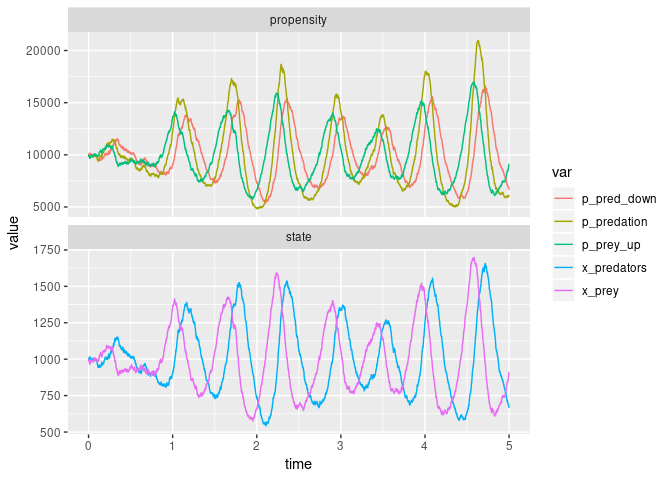 propensity
20000
15000
10000
5000
state
1750
1500
1250
1000
750
500
0
1
2
3
4
5
time
value
var
p_pred_down
p_predation
p_prey_up
x_predators
x_prey